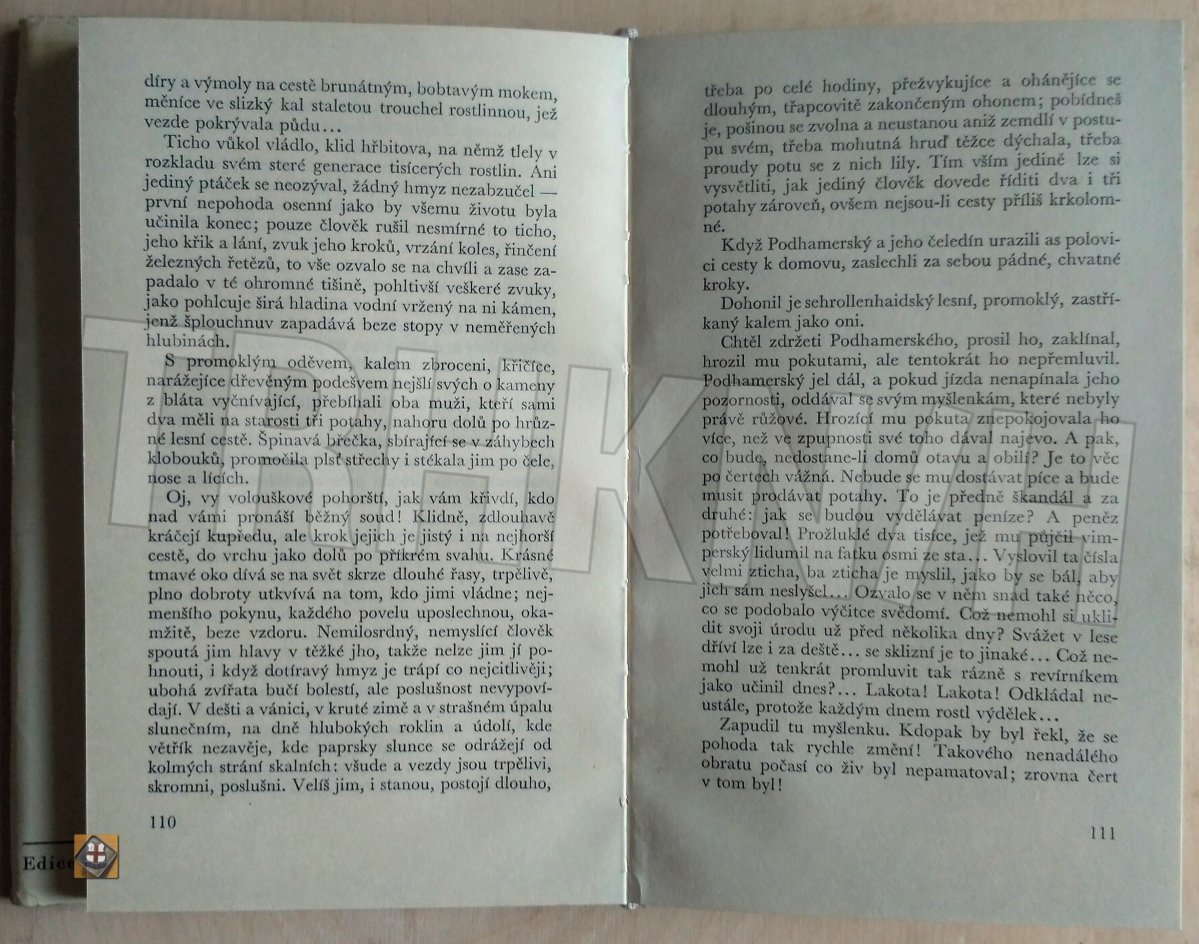 díry a výmoly na cestě brunátným, bobtavým mokem,
měníce ve slizký kal staletou trouchel rostlinnou, jež
vezde pokrývala půdu...
Ticho vůkol vládlo, klid hřbitova, na němž tlely v
rozkladu svém steré generace tisícerých rostlin. Ani
jediný ptáček se neozýval, žádný hmyz nezabzučel —
první nepohoda osenní jako by všemu životu byla
učinila konec; pouze člověk rušil nesmírné to ticho,
jeho křik a lání, zvuk jeho kroků, vrzání koles, řinčení
železných řetězů, to vše ozvalo se na chvíli a zase za-
padalo v té ohromné tišině, pohltivší veškeré zvuky,
jako pohlcuje širá hladina vodní vržený na ni kámen,
jenž šplouchnuv zapadává beze stopy v neměřených
hlubinách.
S promoklým oděvem, kalem zbroceni, křičíce,
narážejíce dřevěným podešvem nejšlí svých o kameny
z bláta vyčnívající, přebíhali oba muži, kteří sami
dva měli na starosti tři potahy, nahoru dolů po hrůz-
né lesní cestě. Špinavá břečka, sbírající se v záhybech
klobouků, promočila plsť střechy i stékala jim po čele,
nose a lících.
Oj, vy volouškové pohorští, jak vám křivdí, kdo
nad vámi pronáší běžný soud! Klidně, zdlouhavě
kráčejí kupředu, ale krok jejich je jistý i na nejhorší
cestě, do vrchu jako dolů po příkrém svahu. Krásné
tmavé oko dívá se na svět skrze dlouhé řasy, trpělivě,
plno dobroty utkvívá na tom, kdo jimi vládne; nej-
menšího pokynu, každého povelu uposlechnou, oka-
mžitě, beze vzdoru. Nemilosrdný, nemyslící člověk
spoutá jim hlavy v těžké jho, takže nelze jim jí po-
hnouti, i když dotíravý hmyz je trápí co nejcitlivěji;
ubohá zvířata bučí bolestí, ale poslušnost nevypoví-
dají. V dešti a vánici, v kruté zimě a v strašném úpalu
slunečním, na dně hlubokých roklin a údolí, kde
větřík nezavěje, kde paprsky slunce se odrážejí od
kolmých strání skalních: všude a vezdy jsou trpělivi,
skromni, poslušni. Velíš jim, i stanou, postojí dlouho,
110
třeba po celé hodiny, přežvykujíce a ohánějíce se
dlouhým, třapcovitě zakončeným ohonem; pobídneš
je, pošinou se zvolna a neustanou aniž zemdlí v postu-
pu svém, třeba mohutná hruď těžce dýchala, třeba
proudy potu se z nich lily. Tím vším jedině lze si
vysvětliti, jak jediný člověk dovede říditi dva i tři
potahy zároveň, ovšem nejsou-li cesty příliš krkolom-
né.
Když Podhamerský a jeho čeledín urazili as polovi-
ci cesty k domovu, zaslechli za sebou pádné, chvatné
kroky.
Dohonil je sehrollenhaidský lesní, promoklý, zastří-
kaný kalem jako oni.
Chtěl zdržeti Podhamerského, prosil ho, zaklínal,
hrozil mu pokutami, ale tentokrát ho nepřemluvil.
Podhamerský jel dál, a pokud jízda nenapínala jeho
pozornosti, oddával se svým myšlenkám, které nebyly
právě růžové. Hrozící mu pokuta znepokojovala ho
více, než ve zpupnosti své toho dával najevo. A pak,
co bude, nedostane-li domů otavu a obilí? Je to věc
po čertech vážná. Nebude se mu dostávat píce a bude
musit prodávat potahy. To je předně škandál a za
druhé: jak se budou vydělávat peníze? A peněz
potřeboval! Prožluklé dva tisíce, jež mu půjčil vim-
perský lidumil na fatku osmi ze sta... Vyslovil ta čísla
velmi zticha, ba zticha je myslil, jako by se bál, aby
jich sám neslyšel... Ozvalo se v něm snad také něco,
co se podobalo výčitce svědomí. Což nemohl si ukli-
dit svoji úrodu už před několika dny? Svážet v lese
dříví lze i za deště... se sklizní je to jinaké... Což ne-
mohl už tenkrát promluvit tak rázně s revírníkem
jako učinil dnes?... Lakota! Lakota! Odkládal ne-
ustále, protože každým dnem rostl výdělek...
Zapudil tu myšlenku. Kdopak by byl řekl, že se
pohoda tak rychle změní! Takového nenadálého
obratu počasí co živ byl nepamatoval; zrovna čert
v tom byl!
111
Edice
TRHKNIH